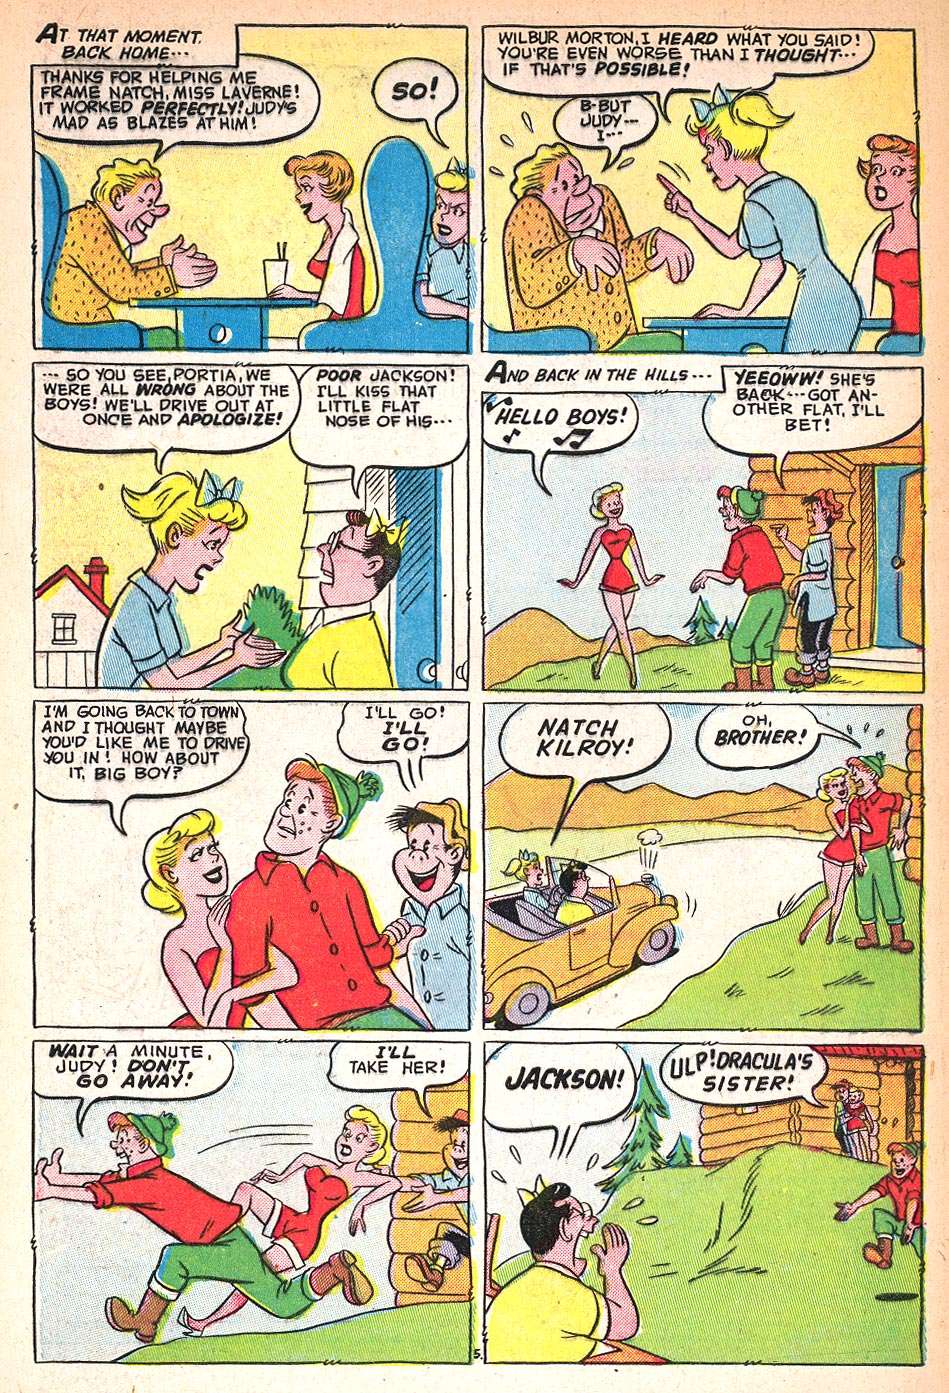 AT THAT MOMENT,
BACK HOME---
THANKS FOR HELPING ME
FRAME NATCH, MISS LAVERNE!
IT WORKED PERFECTLY! JUDY'S
MAD AS BLAZES AT HIM!
SO!
WILBUR MORTON, I HEARD WHAT YOU SAID!
YOU'RE EVEN WORSE THAN I THOUGHT---
IF THAT'S POSSIBLE!
B-BUT
JUDY---
I---
--- SO YOU SEE, PORTIA, WE
WERE ALL WRONG ABOUT THE
BOYS! WE'LL DRIVE OUT AT
ONCE AND APOLOGIZE!
POOR JACKSON!
I'LL KISS THAT
LITTLE FLAT
NOSE OF HIS---
AND BACK IN THE HILLS---
HELLO BOYS!
YEEOWW! SHE'S
BACK---GOT AN-
OTHER FLAT, I'LL
BET!
I'M GOING BACK TO TOWN
AND I THOUGHT MAYBE
YOU'D LIKE ME TO DRIVE
YOU IN! HOW ABOUT
IT, BIG BOY?
I'LL GO!
I'LL
GO!
NATCH
KILROY!
OH,
BROTHER!
WAIT A MINUTE,
JUDY! DON'T
GO AWAY!
I'LL
TAKE HER!
JACKSON!
ULP! DRACULA'S
SISTER!
5.